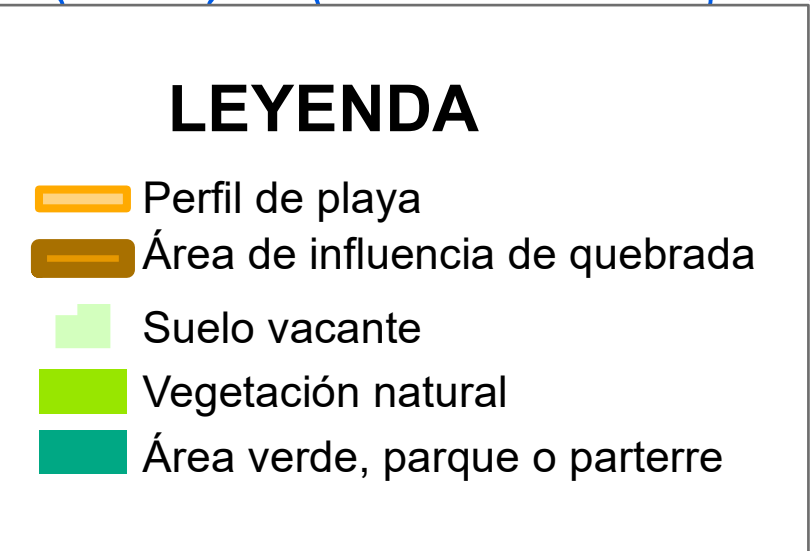 LEYENDA
Perfil de playa
Área de influencia de quebrada
Suelo vacante
Vegetación natural
Área verde, parque o parterre